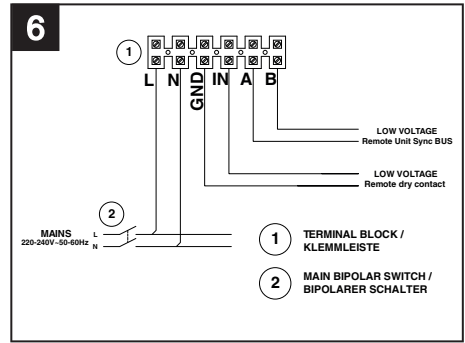 6
1
L N GND IN A B
LOW VOLTAGE
Remote Unit Sync BUS
LOW VOLTAGE
Remote dry contact
2
MAINS
220-240V~50-60Hz
L
N
1 TERMINAL BLOCK /
KLEMMLEISTE
2 MAIN BIPOLAR SWITCH /
BIPOLARER SCHALTER